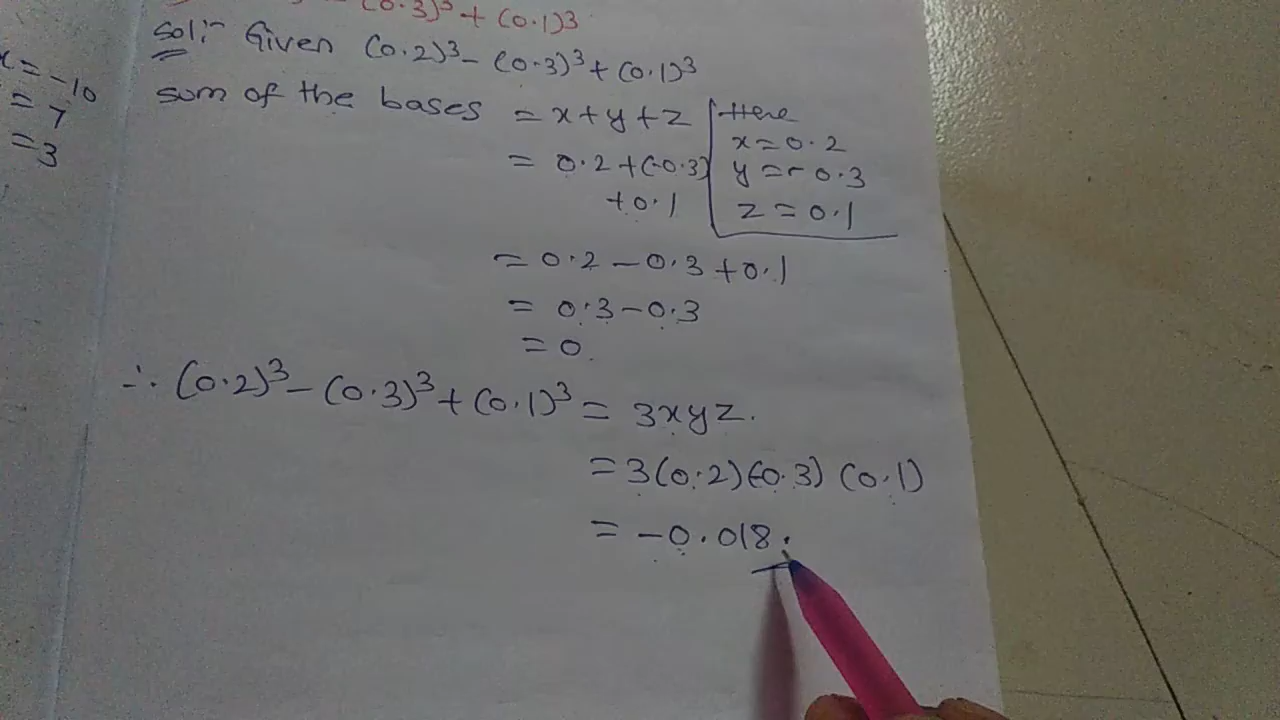 (0.3)³ + (0.1)³
Sol:- Given (0.2)³ - (0.3)³ + (0.1)³
x = -10
= 7
= 3
sum of the bases = x + y + z
= 0.2 + (-0.3)
+ 0.1
Here
x = 0.2
y = - 0.3
z = 0.1
= 0.2 - 0.3 + 0.1
= 0.3 - 0.3
= 0.
∴ (0.2)³ - (0.3)³ + (0.1)³ = 3xyz.
= 3(0.2)(-0.3) (0.1)
= -0.018.